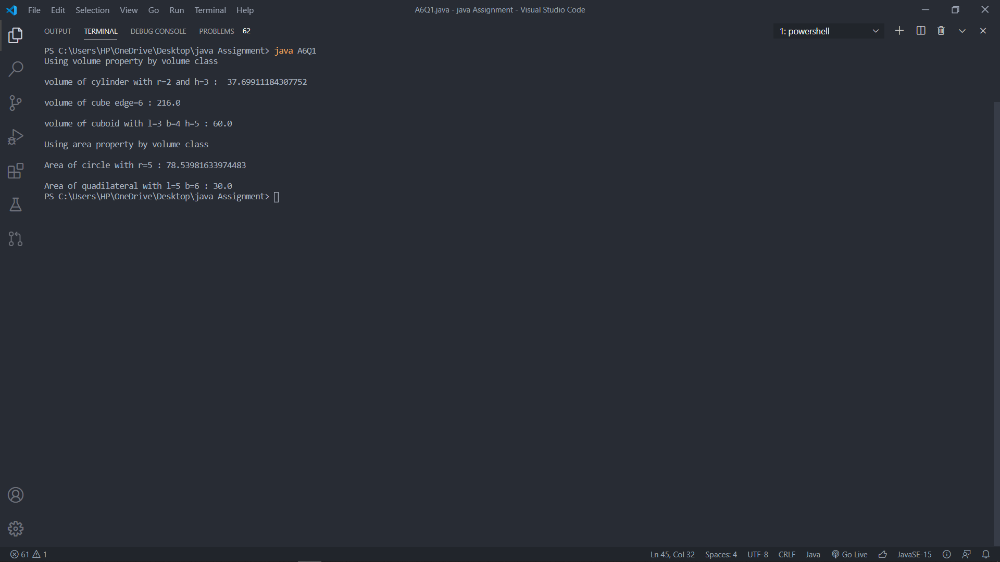 File Edit Selection View Go Run Terminal Help
A6Q1.java - java Assignment - Visual Studio Code
OUTPUT TERMINAL DEBUG CONSOLE PROBLEMS 62
1: powershell
PS C:\Users\HP\OneDrive\Desktop\java Assignment> java A6Q1
Using volume property by volume class
volume of cylinder with r=2 and h=3 :  37.69911184307752
volume of cube edge=6 : 216.0
volume of cuboid with l=3 b=4 h=5 : 60.0
Using area property by volume class
Area of circle with r=5 : 78.53981633974483
Area of quadilateral with l=5 b=6 : 30.0
PS C:\Users\HP\OneDrive\Desktop\java Assignment>
61 1
Ln 45, Col 32 Spaces: 4 UTF-8 CRLF Java Go Live JavaSE-15